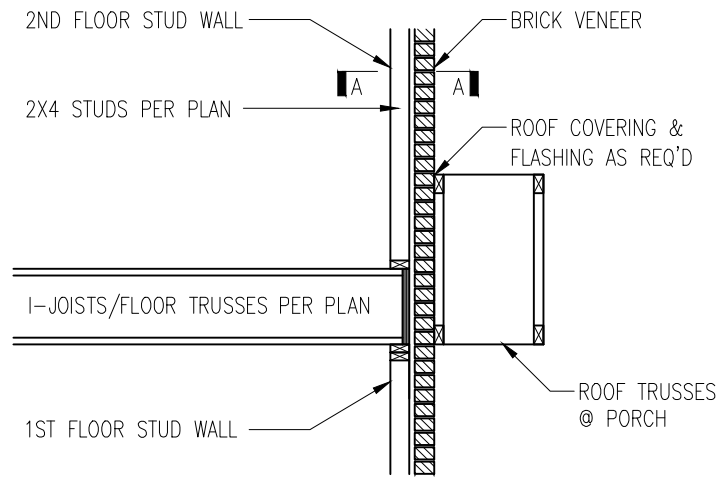 2ND FLOOR STUD WALL
BRICK VENEER
A
A
2X4 STUDS PER PLAN
ROOF COVERING &
FLASHING AS REQ'D
I-JOISTS/FLOOR TRUSSES PER PLAN
ROOF TRUSSES
@ PORCH
1ST FLOOR STUD WALL